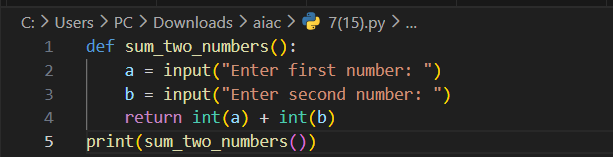 C: > Users > PC > Downloads > aiac > 7(15).py > ...
1 def sum_two_numbers():
2     a = input("Enter first number: ")
3     b = input("Enter second number: ")
4     return int(a) + int(b)
5 print(sum_two_numbers())